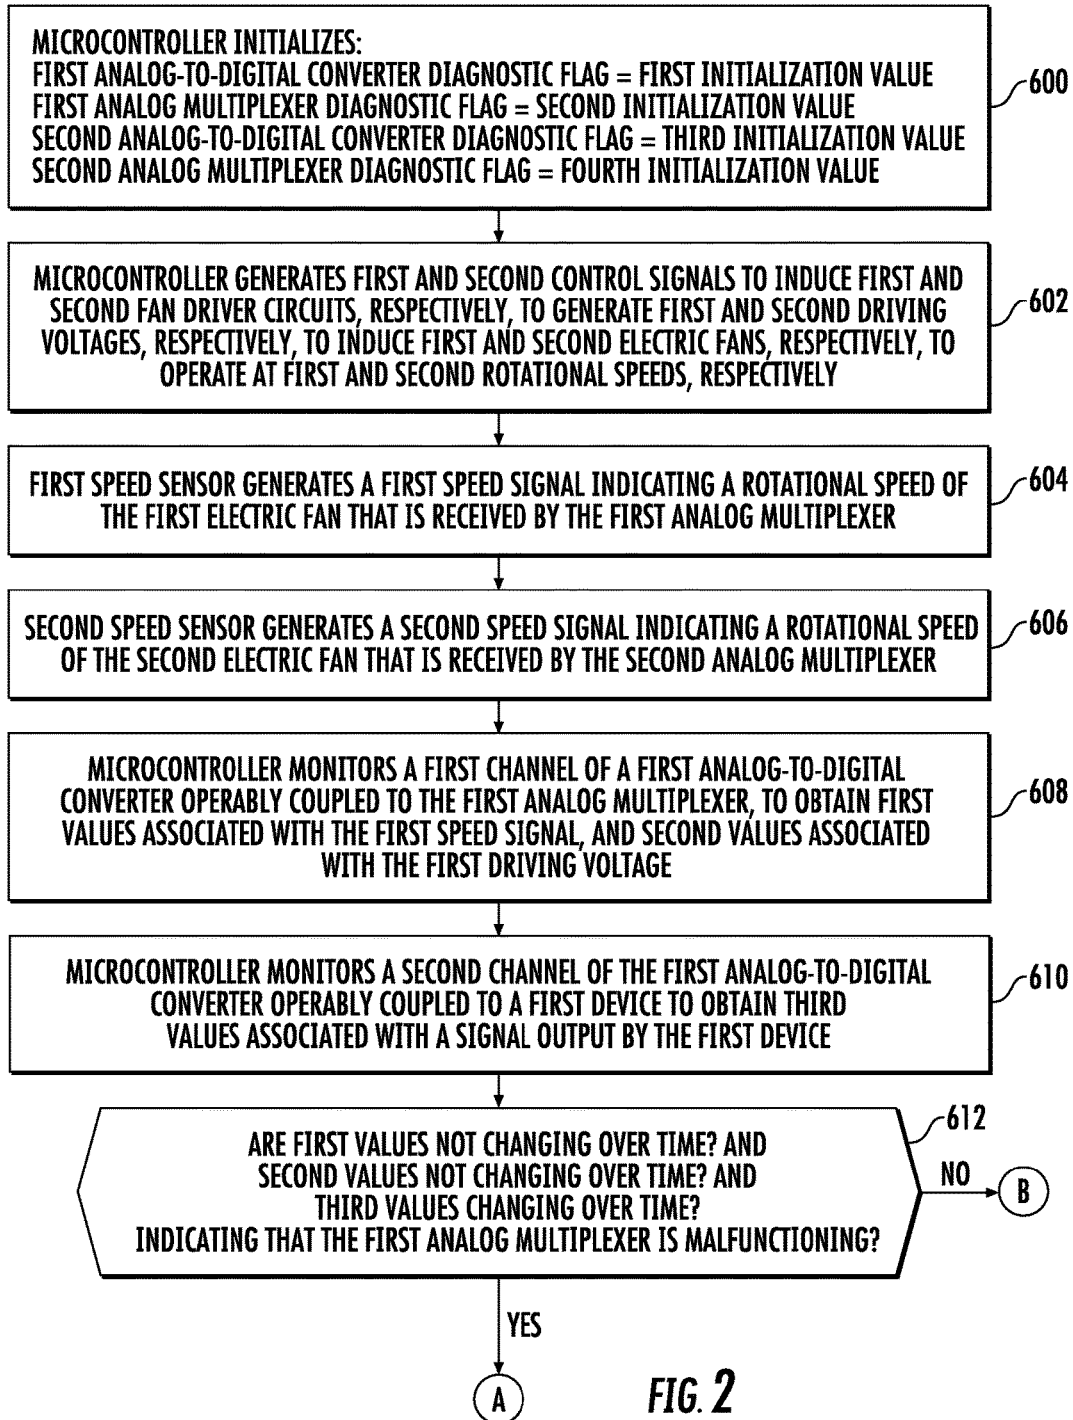 MICROCONTROLLER INITIALIZES:
FIRST ANALOG-TO-DIGITAL CONVERTER DIAGNOSTIC FLAG = FIRST INITIALIZATION VALUE
FIRST ANALOG MULTIPLEXER DIAGNOSTIC FLAG = SECOND INITIALIZATION VALUE
SECOND ANALOG-TO-DIGITAL CONVERTER DIAGNOSTIC FLAG = THIRD INITIALIZATION VALUE
SECOND ANALOG MULTIPLEXER DIAGNOSTIC FLAG = FOURTH INITIALIZATION VALUE
600
MICROCONTROLLER GENERATES FIRST AND SECOND CONTROL SIGNALS TO INDUCE FIRST AND
SECOND FAN DRIVER CIRCUITS, RESPECTIVELY, TO GENERATE FIRST AND SECOND DRIVING
VOLTAGES, RESPECTIVELY, TO INDUCE FIRST AND SECOND ELECTRIC FANS, RESPECTIVELY, TO
OPERATE AT FIRST AND SECOND ROTATIONAL SPEEDS, RESPECTIVELY
602
FIRST SPEED SENSOR GENERATES A FIRST SPEED SIGNAL INDICATING A ROTATIONAL SPEED OF
THE FIRST ELECTRIC FAN THAT IS RECEIVED BY THE FIRST ANALOG MULTIPLEXER
604
SECOND SPEED SENSOR GENERATES A SECOND SPEED SIGNAL INDICATING A ROTATIONAL SPEED
OF THE SECOND ELECTRIC FAN THAT IS RECEIVED BY THE SECOND ANALOG MULTIPLEXER
606
MICROCONTROLLER MONITORS A FIRST CHANNEL OF A FIRST ANALOG-TO-DIGITAL
CONVERTER OPERABLY COUPLED TO THE FIRST ANALOG MULTIPLEXER, TO OBTAIN FIRST
VALUES ASSOCIATED WITH THE FIRST SPEED SIGNAL, AND SECOND VALUES ASSOCIATED
WITH THE FIRST DRIVING VOLTAGE
608
MICROCONTROLLER MONITORS A SECOND CHANNEL OF THE FIRST ANALOG-TO-DIGITAL
CONVERTER OPERABLY COUPLED TO A FIRST DEVICE TO OBTAIN THIRD
VALUES ASSOCIATED WITH A SIGNAL OUTPUT BY THE FIRST DEVICE
610
ARE FIRST VALUES NOT CHANGING OVER TIME? AND
SECOND VALUES NOT CHANGING OVER TIME? AND
THIRD VALUES CHANGING OVER TIME?
INDICATING THAT THE FIRST ANALOG MULTIPLEXER IS MALFUNCTIONING?
612
NO
B
YES
A
FIG. 2